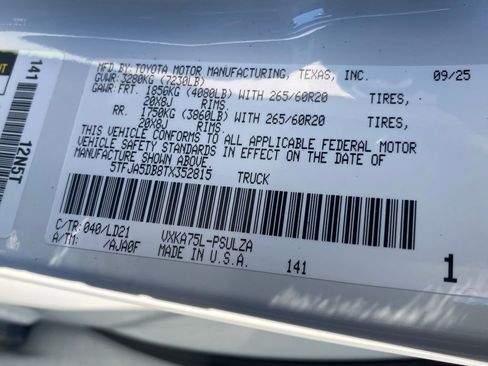 MFD.BY:TOYOTA MOTOR MANUFACTURING, TEXAS, INC. 09/25
GVWR: 3280KG (7230LB)
GAWR: FRT. 1850KG (4080LB) WITH 265/60R20 TIRES,
20X8J RIMS.
RR. 1750KG (3860LB) WITH 265/60R20 TIRES,
20X8J RIMS.
THIS VEHICLE CONFORMS TO ALL APPLICABLE FEDERAL MOTOR
VEHICLE SAFETY STANDARDS IN EFFECT ON THE DATE OF
MANUFACTURE SHOWN ABOVE.
5TFJA5DB8TX352815 TRUCK
C/TR: 040/LD21 VXKA75L-PSULZA
A/TM: /AJA0F MADE IN U.S.A. 141 1
141
12N5T